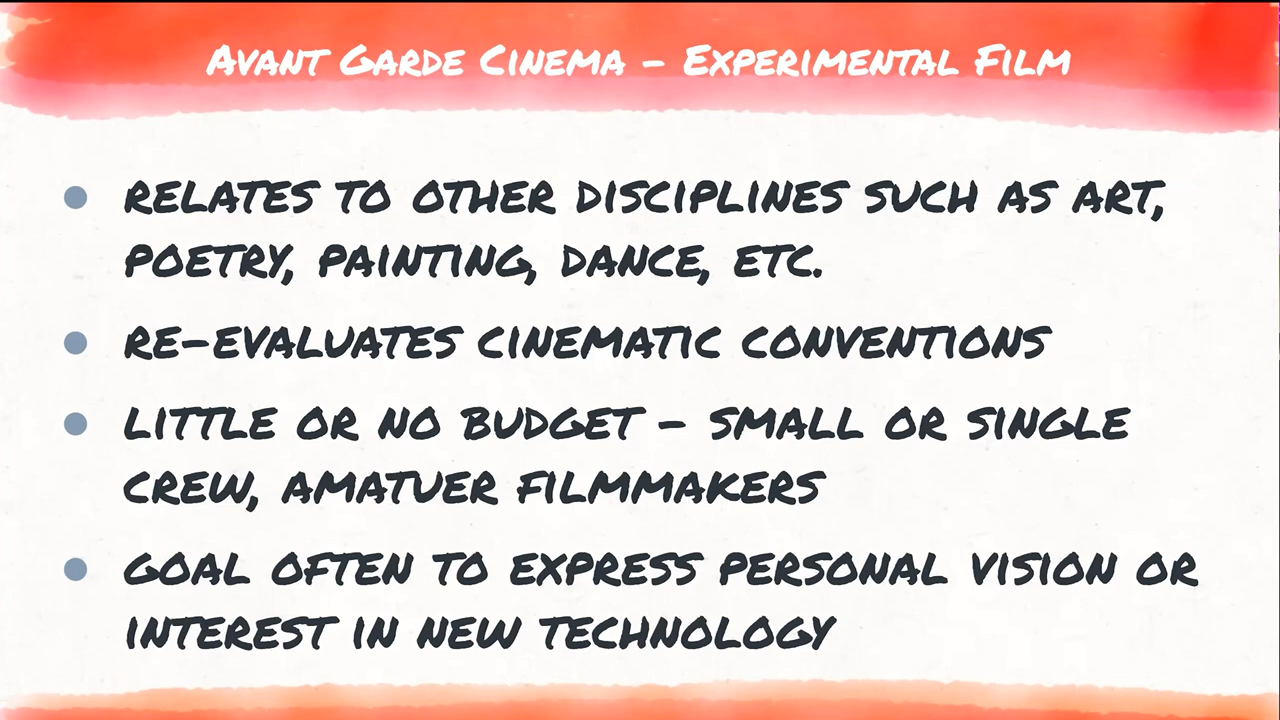 Avant Garde Cinema – Experimental Film
• RELATES TO OTHER DISCIPLINES SUCH AS ART,
POETRY, PAINTING, DANCE, ETC.
• RE-EVALUATES CINEMATIC CONVENTIONS
• LITTLE OR NO BUDGET – SMALL OR SINGLE
CREW, AMATUER FILMMAKERS
• GOAL OFTEN TO EXPRESS PERSONAL VISION OR
INTEREST IN NEW TECHNOLOGY